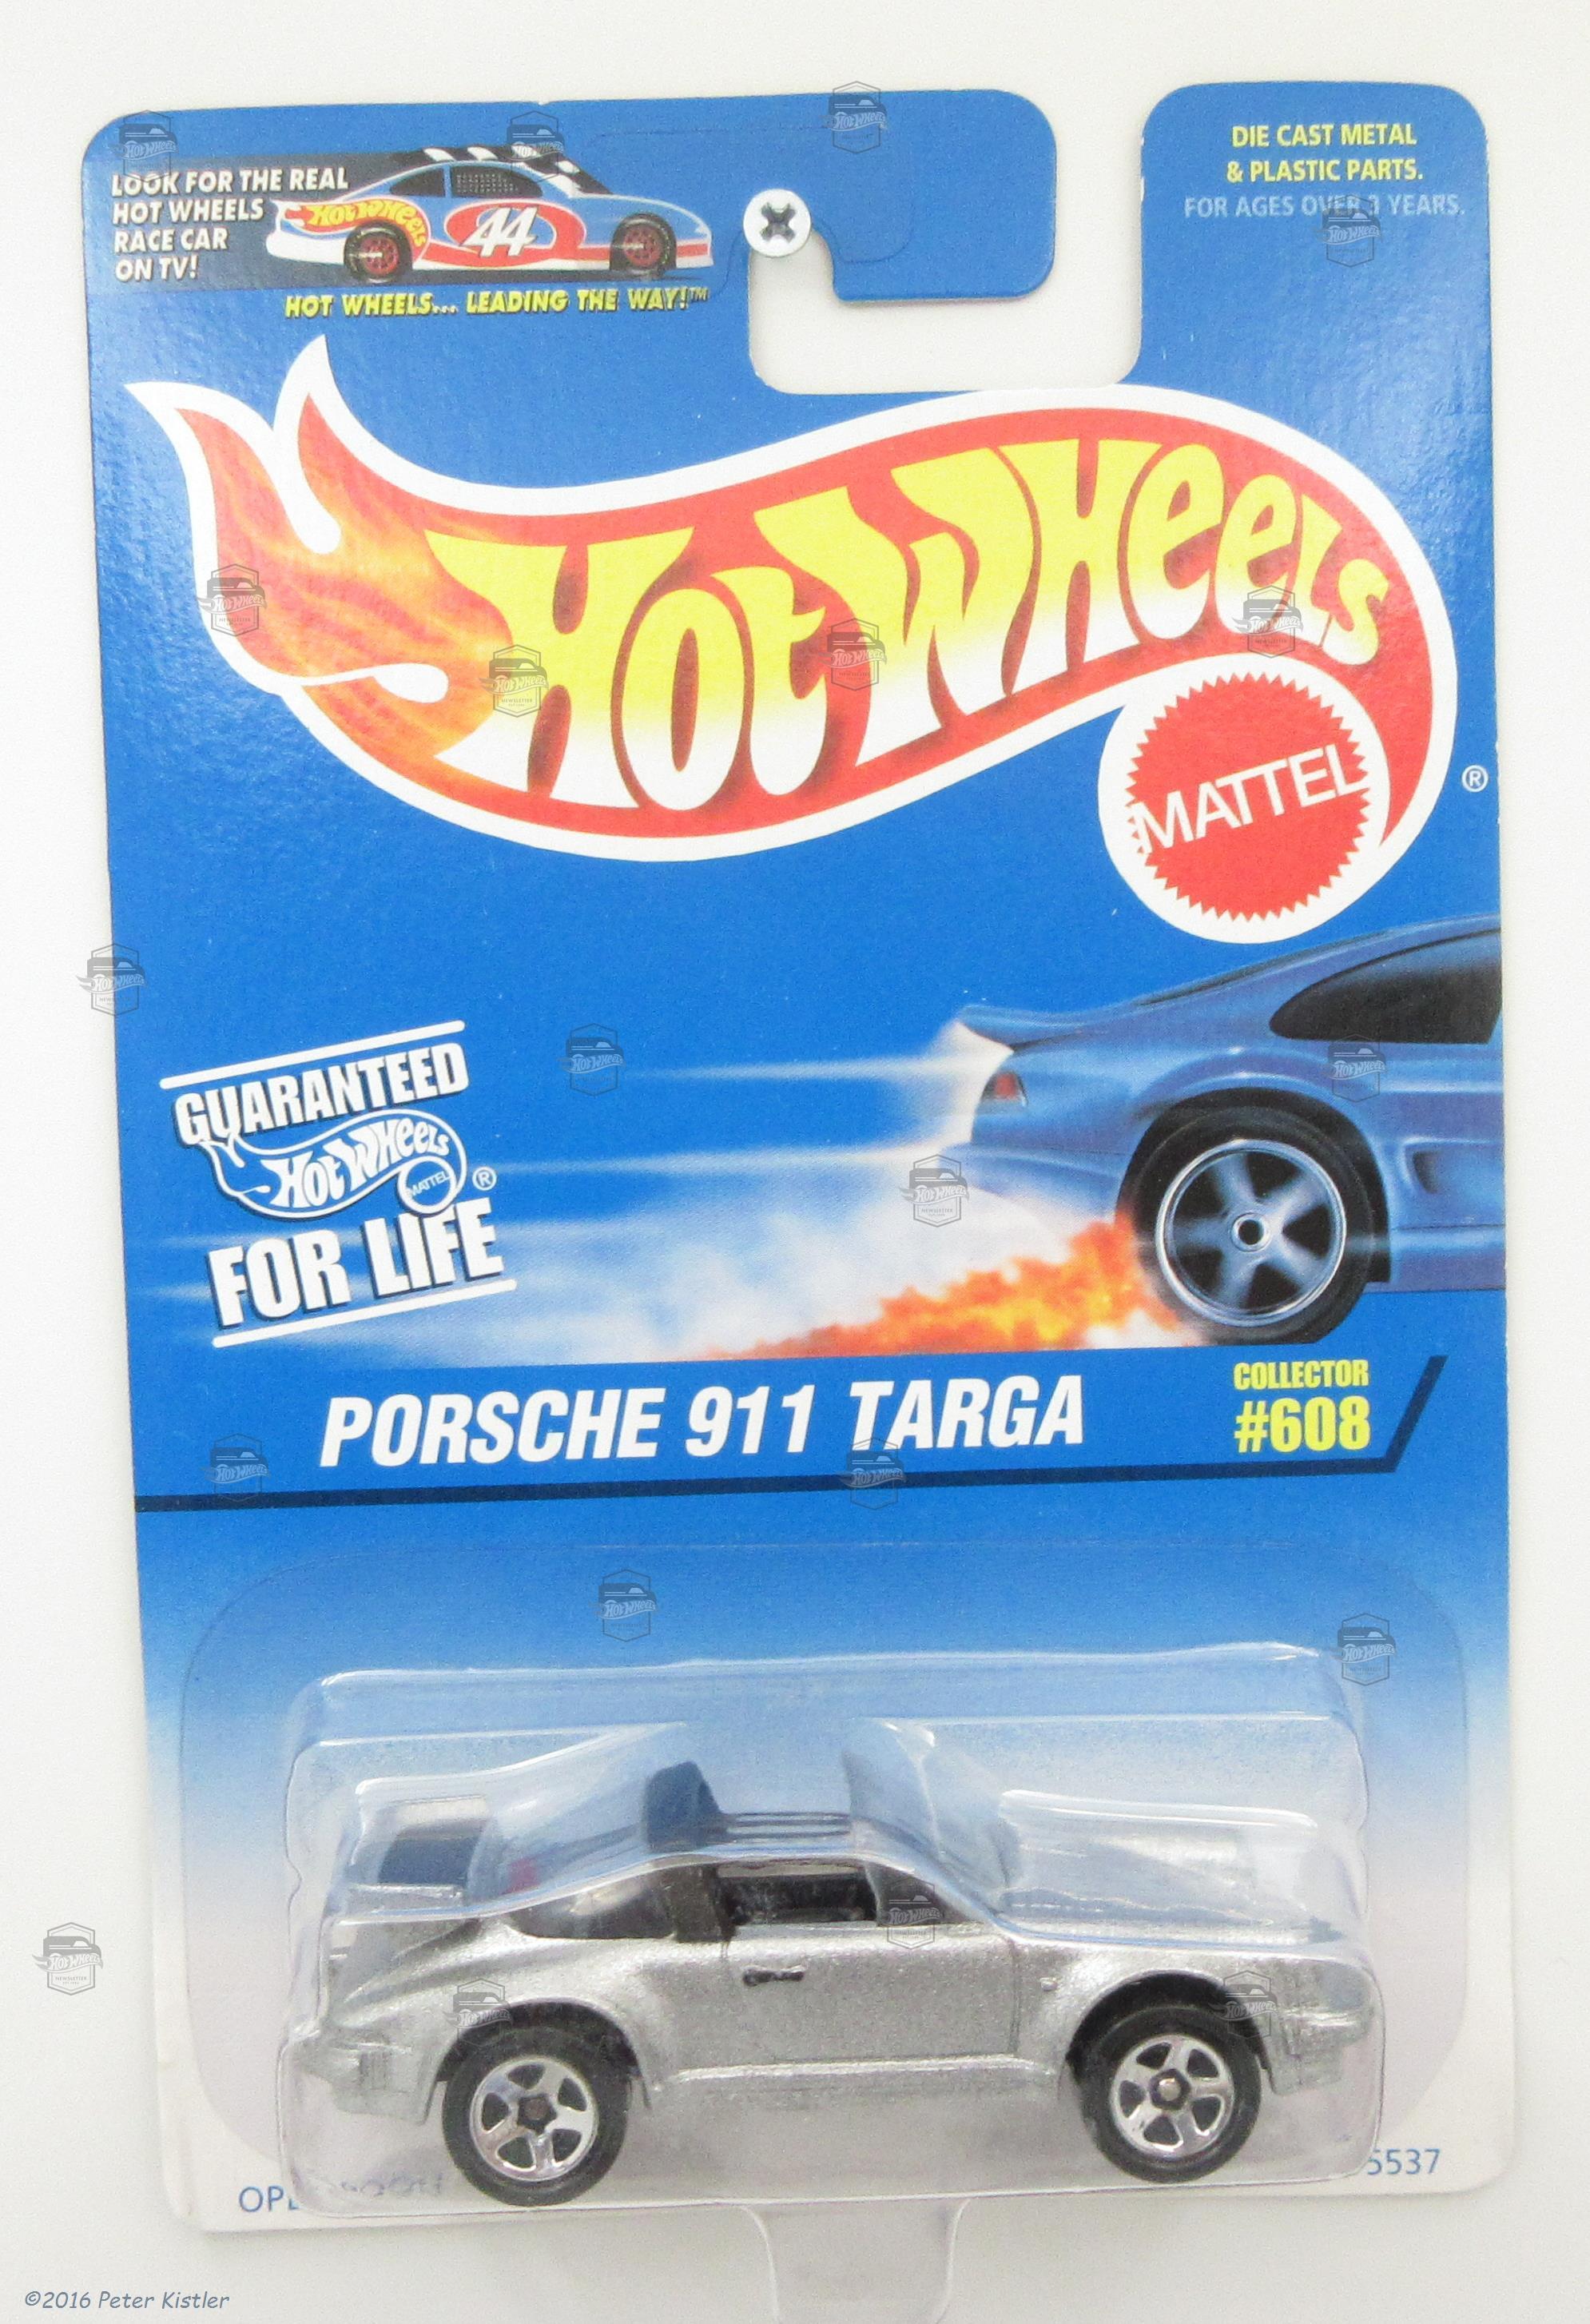 LOOK FOR THE REAL
HOT WHEELS
RACE CAR
ON TV!
HOT WHEELS
44
HOT WHEELS... LEADING THE WAY!™
DIE CAST METAL
& PLASTIC PARTS.
FOR AGES OVER 3 YEARS.
HOT WHEELS
MATTEL
®
GUARANTEED
HOT WHEELS
MATTEL
®
FOR LIFE
PORSCHE 911 TARGA
COLLECTOR
#608
5537
©2016 Peter Kistler